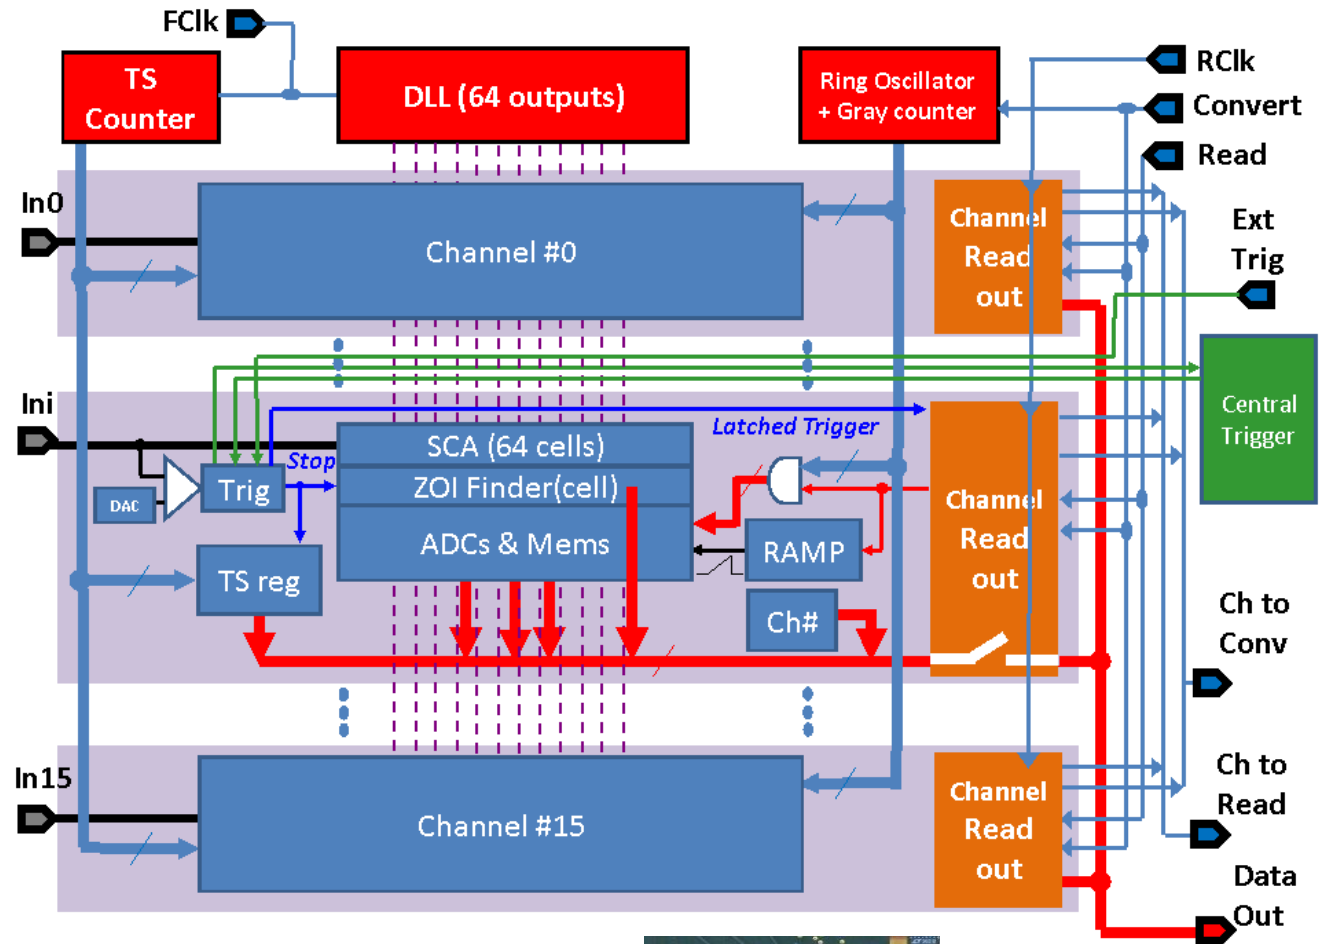 FClk
TS
Counter
DLL (64 outputs)
Ring Oscillator
+ Gray counter
RClk
Convert
Read
In0
Channel #0
Channel
Read
out
Ext
Trig
Ini
SCA (64 cells)
Latched Trigger
Central
Trigger
Stop
Trig
DAC
ZOI Finder(cell)
ADCs & Mems
RAMP
Channel
Read
out
TS reg
Ch#
Ch to
Conv
In15
Channel #15
Channel
Read
out
Ch to
Read
Data
Out